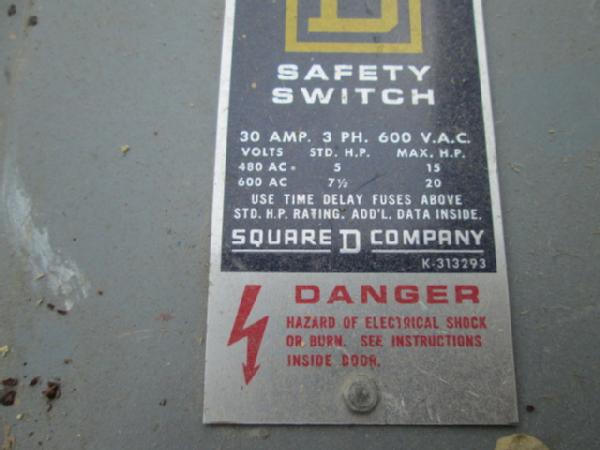 D
SAFETY
SWITCH
30 AMP. 3 PH. 600 V.A.C.
VOLTS STD. H.P. MAX. H.P.
480 AC 5 15
600 AC 7½ 20
USE TIME DELAY FUSES ABOVE
STD. H.P. RATING. ADD'L. DATA INSIDE.
SQUARE D COMPANY
K-313293
DANGER
HAZARD OF ELECTRICAL SHOCK
OR BURN. SEE INSTRUCTIONS
INSIDE DOOR.